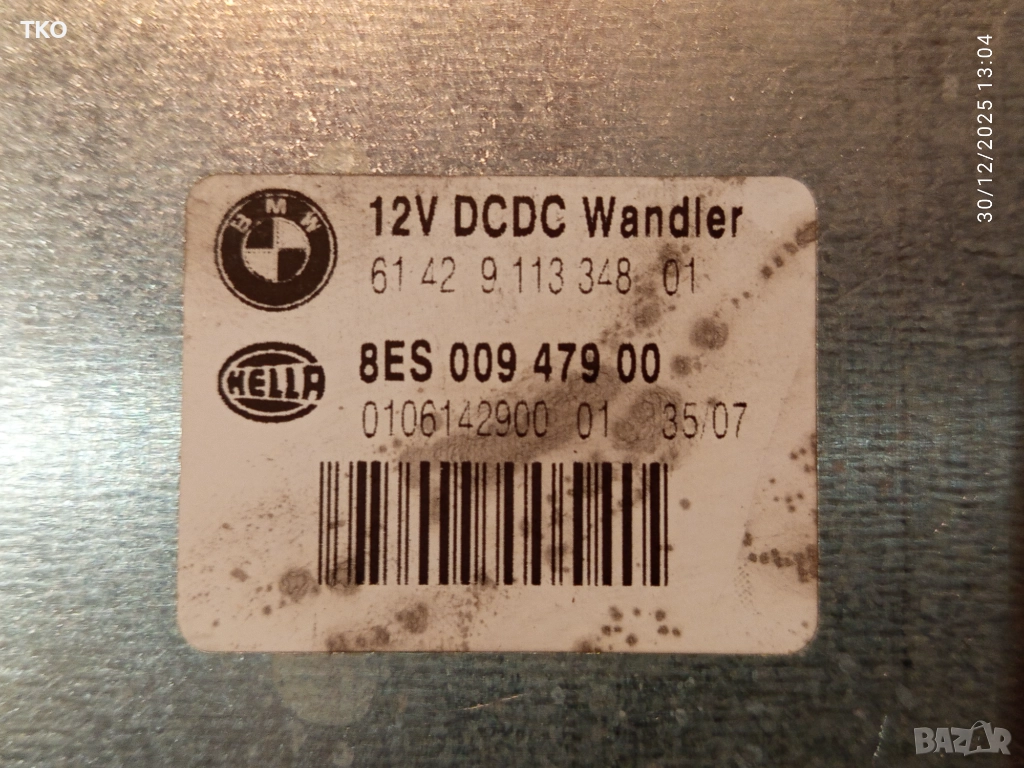 TKO
30/12/2025 13:04
BMW
12V DCDC Wandler
61 42 9 113 348 01
HELLA
8ES 009 479 00
0106142900 01 35/07
BAZAR